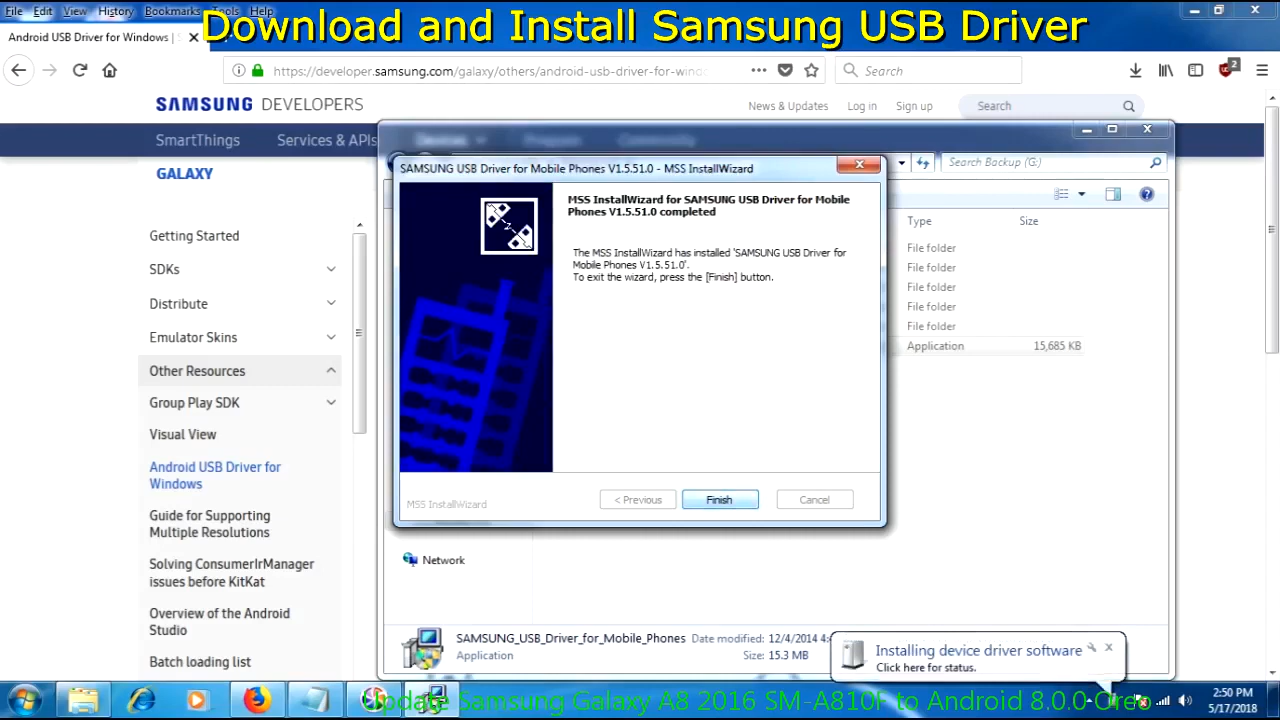 File Edit View History Bookmarks Tools Help
Download and Install Samsung USB Driver
Android USB Driver for Windows |
https://developer.samsung.com/galaxy/others/android-usb-driver-for-windo
Search
2
SAMSUNG DEVELOPERS
News & Updates Log in Sign up Search
SmartThings Services & APIs
GALAXY
Getting Started
SDKs
Distribute
Emulator Skins
Other Resources
Group Play SDK
Visual View
Android USB Driver for
Windows
Guide for Supporting
Multiple Resolutions
Solving ConsumerIrManager
issues before KitKat
Overview of the Android
Studio
Batch loading list
Search Backup (G:)
Type Size
File folder
File folder
File folder
File folder
File folder
Application 15,685 KB
SAMSUNG USB Driver for Mobile Phones V1.5.51.0 - MSS InstallWizard
MSS InstallWizard for SAMSUNG USB Driver for Mobile
Phones V1.5.51.0 completed
The MSS InstallWizard has installed 'SAMSUNG USB Driver for
Mobile Phones V1.5.51.0'.
To exit the wizard, press the [Finish] button.
MSS InstallWizard
< Previous Finish Cancel
Network
SAMSUNG_USB_Driver_for_Mobile_Phones Date modified: 12/4/2014
Application Size: 15.3 MB
Installing device driver software
Click here for status.
Update Samsung Galaxy A8 2016 SM-A810F to Android 8.0.0 Oreo
2:50 PM
5/17/2018